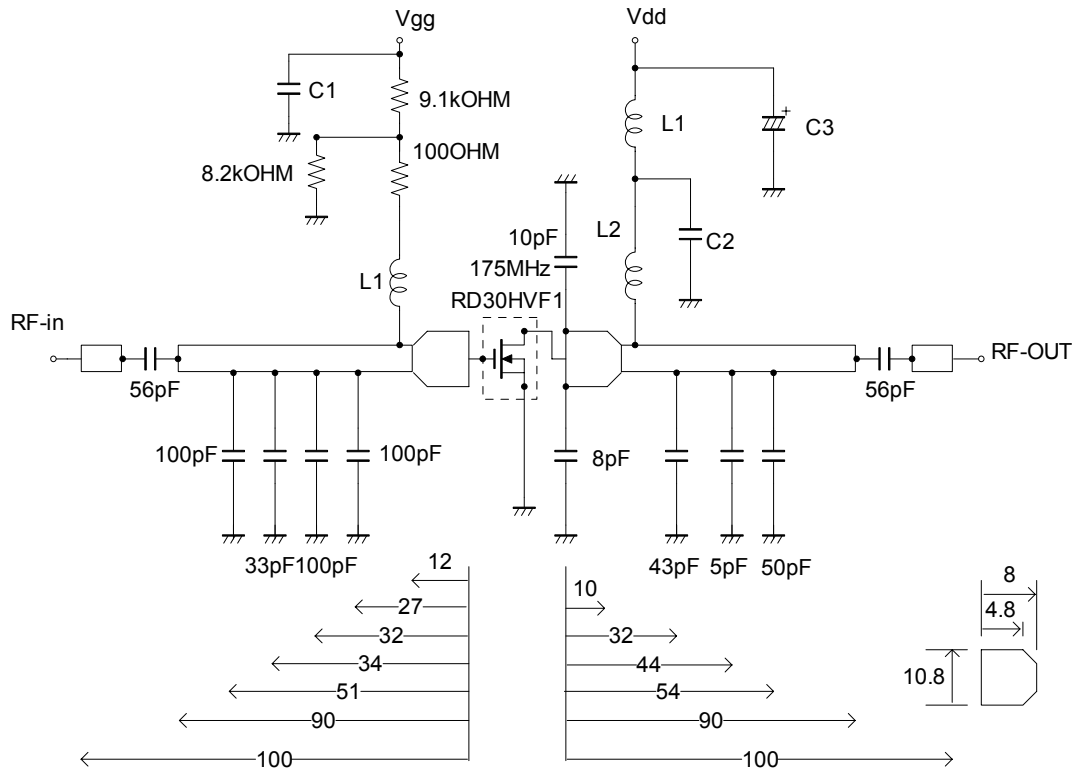 Vgg
Vdd
C1
9.1kOHM
L1
C3
8.2kOHM
100OHM
10pF
L2
C2
175MHz
L1
RD30HVF1
RF-in
RF-OUT
56pF
56pF
100pF
100pF
8pF
33pF
100pF
43pF
5pF
50pF
12
10
8
27
4.8
32
32
34
44
10.8
51
54
90
90
100
100
+